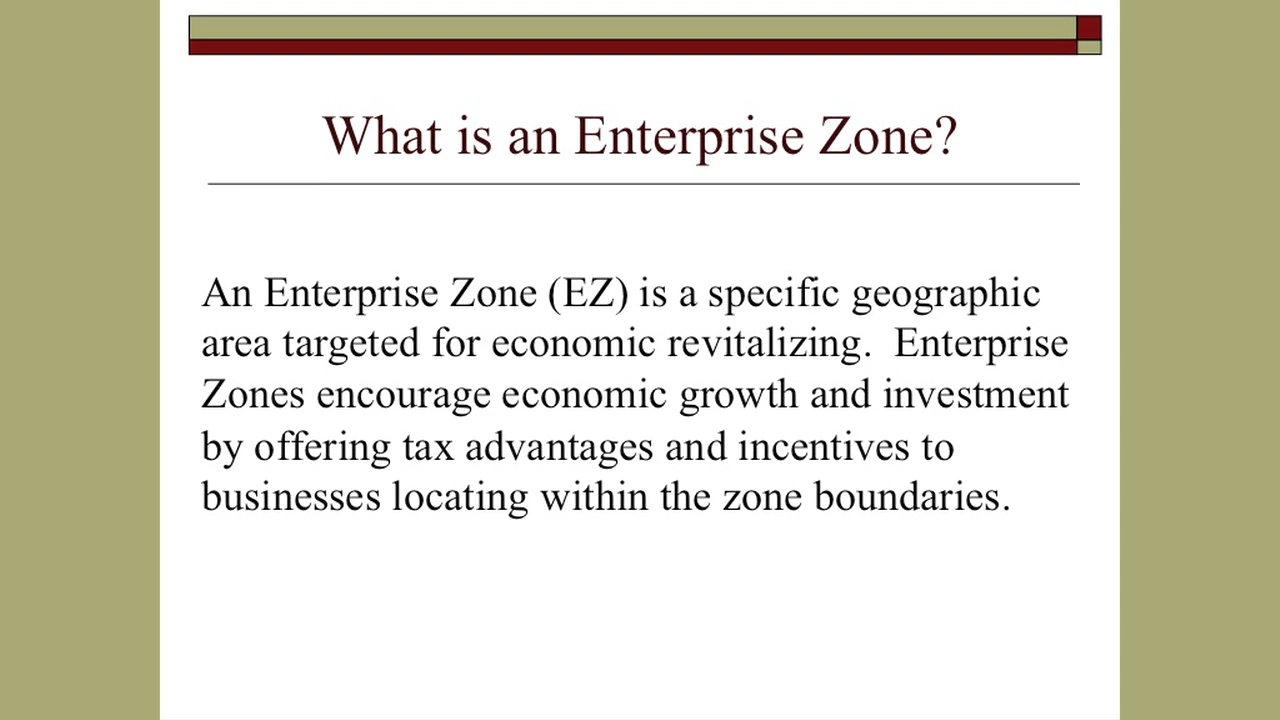 What is an Enterprise Zone?
An Enterprise Zone (EZ) is a specific geographic
area targeted for economic revitalizing.  Enterprise
Zones encourage economic growth and investment
by offering tax advantages and incentives to
businesses locating within the zone boundaries.